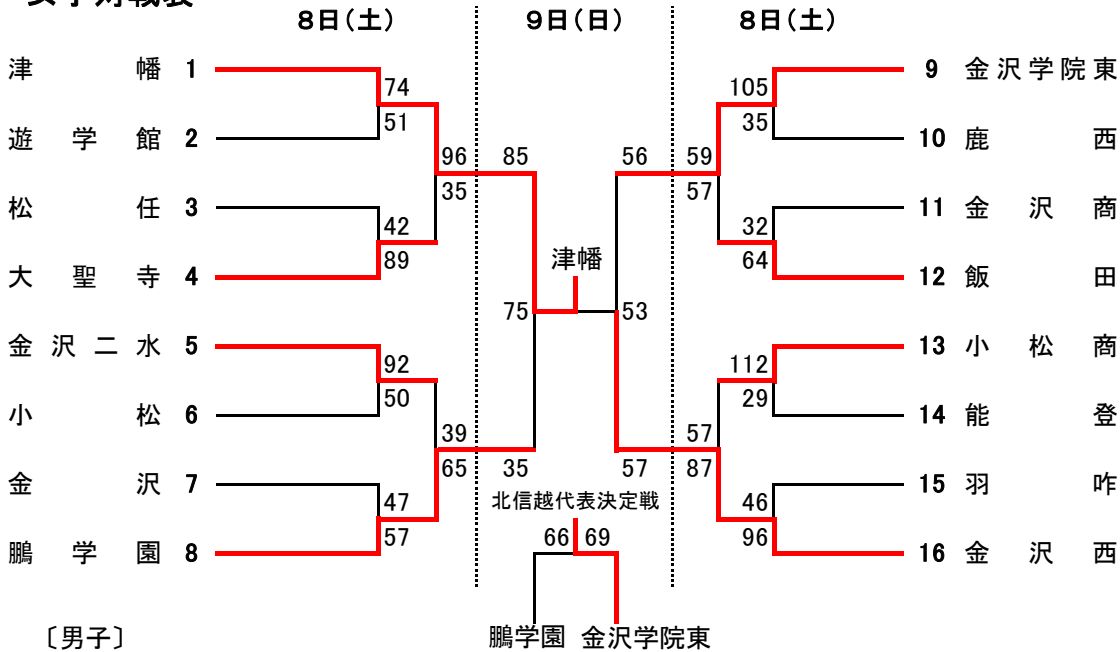 8日(土) 9日(日) 8日(土)
津幡 1 9 金沢学院東
74 105
51 35
遊学館 2 10 鹿西
96 85 56 59
35 57
松任 3 11 金沢商
42 32
89 64
津幡
大聖寺 4 12 飯田
75 53
金沢二水 5 13 小松商
92 112
50 29
小松 6 14 能登
39 57
65 35 57 87
金沢 7 15 羽咋
北信越代表決定戦
47 46
57 66 69 96
鵬学園 8 16 金沢西
〔男子〕 鵬学園 金沢学院東